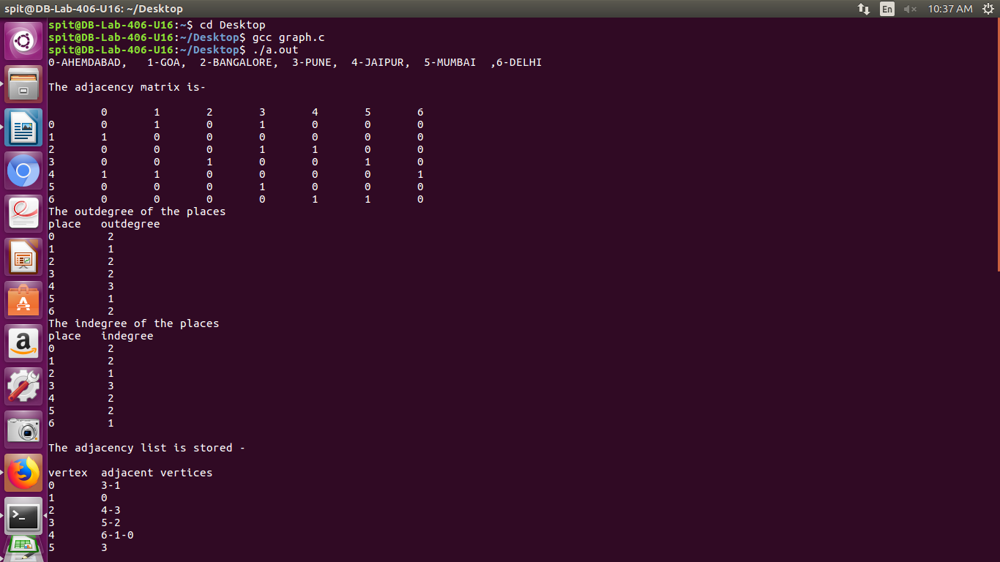 spit@DB-Lab-406-U16: ~/Desktop
En
10:37 AM
spit@DB-Lab-406-U16:~$ cd Desktop
spit@DB-Lab-406-U16:~/Desktop$ gcc graph.c
spit@DB-Lab-406-U16:~/Desktop$ ./a.out
0-AHEMDABAD,   1-GOA,  2-BANGALORE,  3-PUNE,  4-JAIPUR,  5-MUMBAI  ,6-DELHI
The adjacency matrix is-
0 1 2 3 4 5 6
0 0 1 0 1 0 0 0
1 1 0 0 0 0 0 0
2 0 0 0 1 1 0 0
3 0 0 1 0 0 1 0
4 1 1 0 0 0 0 1
5 0 0 0 1 0 0 0
6 0 0 0 0 1 1 0
The outdegree of the places
place outdegree
0 2
1 1
2 2
3 2
4 3
5 1
6 2
The indegree of the places
place indegree
0 2
1 2
2 1
3 3
4 2
5 2
6 1
The adjacency list is stored -
vertex adjacent vertices
0 3-1
1 0
2 4-3
3 5-2
4 6-1-0
5 3